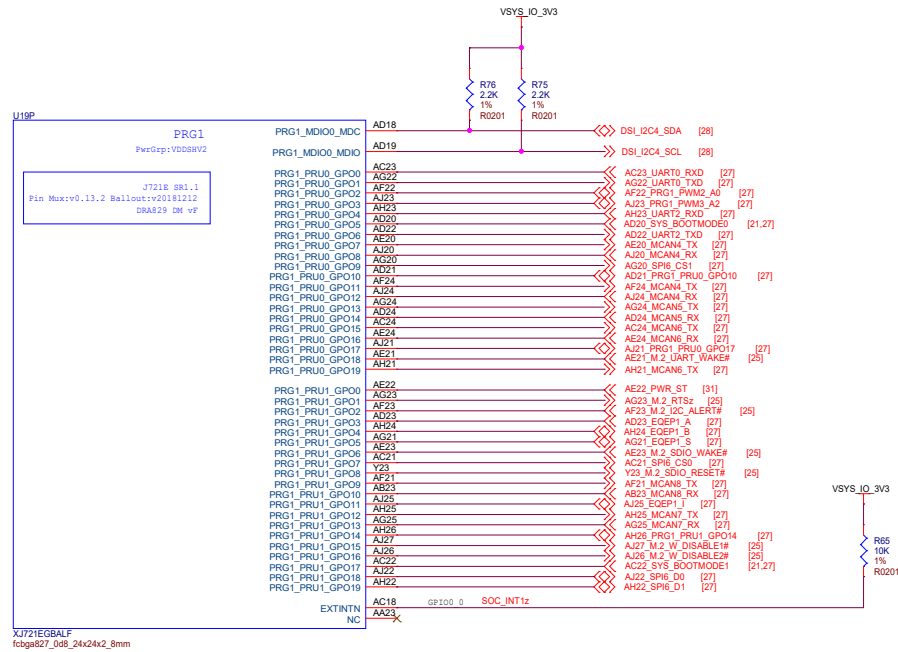 VSYS_IO_3V3
R76
2.2K
1%
R0201
R75
2.2K
1%
R0201
U19P
PRG1
PwrGrp:VDDSHV2
J721E SR1.1
Pin Mux:v0.13.2 Ballout:v20181212
DRA829 DM vF
PRG1_MDIO0_MDC AD18 DSI_I2C4_SDA [28]
PRG1_MDIO0_MDIO AD19 DSI_I2C4_SCL [28]
PRG1_PRU0_GPO0 AC23 AC23_UART0_RXD [27]
PRG1_PRU0_GPO1 AG22 AG22_UART0_TXD [27]
PRG1_PRU0_GPO2 AF22 AF22_PRG1_PWM2_A0 [27]
PRG1_PRU0_GPO3 AJ23 AJ23_PRG1_PWM3_A2 [27]
PRG1_PRU0_GPO4 AH23 AH23_UART2_RXD [27]
PRG1_PRU0_GPO5 AD20 AD20_SYS_BOOTMODE0 [21,27]
PRG1_PRU0_GPO6 AD22 AD22_UART2_TXD [27]
PRG1_PRU0_GPO7 AE20 AE20_MCAN4_TX [27]
PRG1_PRU0_GPO8 AJ20 AJ20_MCAN4_RX [27]
PRG1_PRU0_GPO9 AG20 AG20_SPI6_CS1 [27]
PRG1_PRU0_GPO10 AD21 AD21_PRG1_PRU0_GPO10 [27]
PRG1_PRU0_GPO11 AF24 AF24_MCAN4_TX [27]
PRG1_PRU0_GPO12 AJ24 AJ24_MCAN4_RX [27]
PRG1_PRU0_GPO13 AG24 AG24_MCAN5_TX [27]
PRG1_PRU0_GPO14 AD24 AD24_MCAN5_RX [27]
PRG1_PRU0_GPO15 AC24 AC24_MCAN6_TX [27]
PRG1_PRU0_GPO16 AE24 AE24_MCAN6_RX [27]
PRG1_PRU0_GPO17 AJ21 AJ21_PRG1_PRU0_GPO17 [27]
PRG1_PRU0_GPO18 AE21 AE21_M.2_UART_WAKE# [25]
PRG1_PRU0_GPO19 AH21 AH21_MCAN6_TX [27]
PRG1_PRU1_GPO0 AE22 AE22_PWR_ST [31]
PRG1_PRU1_GPO1 AG23 AG23_M.2_RTSz [25]
PRG1_PRU1_GPO2 AF23 AF23_M.2_I2C_ALERT# [25]
PRG1_PRU1_GPO3 AD23 AD23_EQEP1_A [27]
PRG1_PRU1_GPO4 AH24 AH24_EQEP1_B [27]
PRG1_PRU1_GPO5 AG21 AG21_EQEP1_S [27]
PRG1_PRU1_GPO6 AE23 AE23_M.2_SDIO_WAKE# [25]
PRG1_PRU1_GPO7 AC21 AC21_SPI6_CS0 [27]
PRG1_PRU1_GPO8 Y23 Y23_M.2_SDIO_RESET# [25]
PRG1_PRU1_GPO9 AF21 AF21_MCAN8_TX [27]
PRG1_PRU1_GPO10 AB23 AB23_MCAN8_RX [27]
PRG1_PRU1_GPO11 AJ25 AJ25_EQEP1_I [27]
PRG1_PRU1_GPO12 AH25 AH25_MCAN7_TX [27]
PRG1_PRU1_GPO13 AG25 AG25_MCAN7_RX [27]
PRG1_PRU1_GPO14 AH26 AH26_PRG1_PRU1_GPO14 [27]
PRG1_PRU1_GPO15 AJ27 AJ27_M.2_W_DISABLE1# [25]
PRG1_PRU1_GPO16 AJ26 AJ26_M.2_W_DISABLE2# [25]
PRG1_PRU1_GPO17 AC22 AC22_SYS_BOOTMODE1 [21,27]
PRG1_PRU1_GPO18 AJ22 AJ22_SPI6_D0 [27]
PRG1_PRU1_GPO19 AH22 AH22_SPI6_D1 [27]
EXTINTN AC18 GPIO0_0 SOC_INT1z
NC AA23
VSYS_IO_3V3
R65
10K
1%
R0201
XJ721EGBALF
fcbga827_0d8_24x24x2_8mm